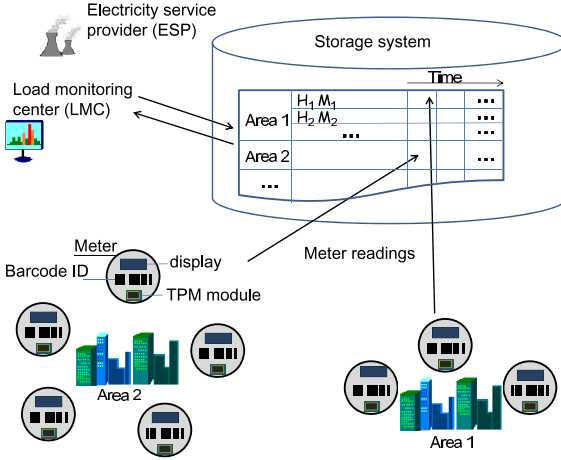 Electricity service
provider (ESP)
Storage system
Load monitoring
center (LMC)
Time
H1 M1
...
Area 1
H2 M2
...
...
...
Area 2
...
...
Meter
display
Meter readings
Barcode ID
TPM module
Area 2
Area 1